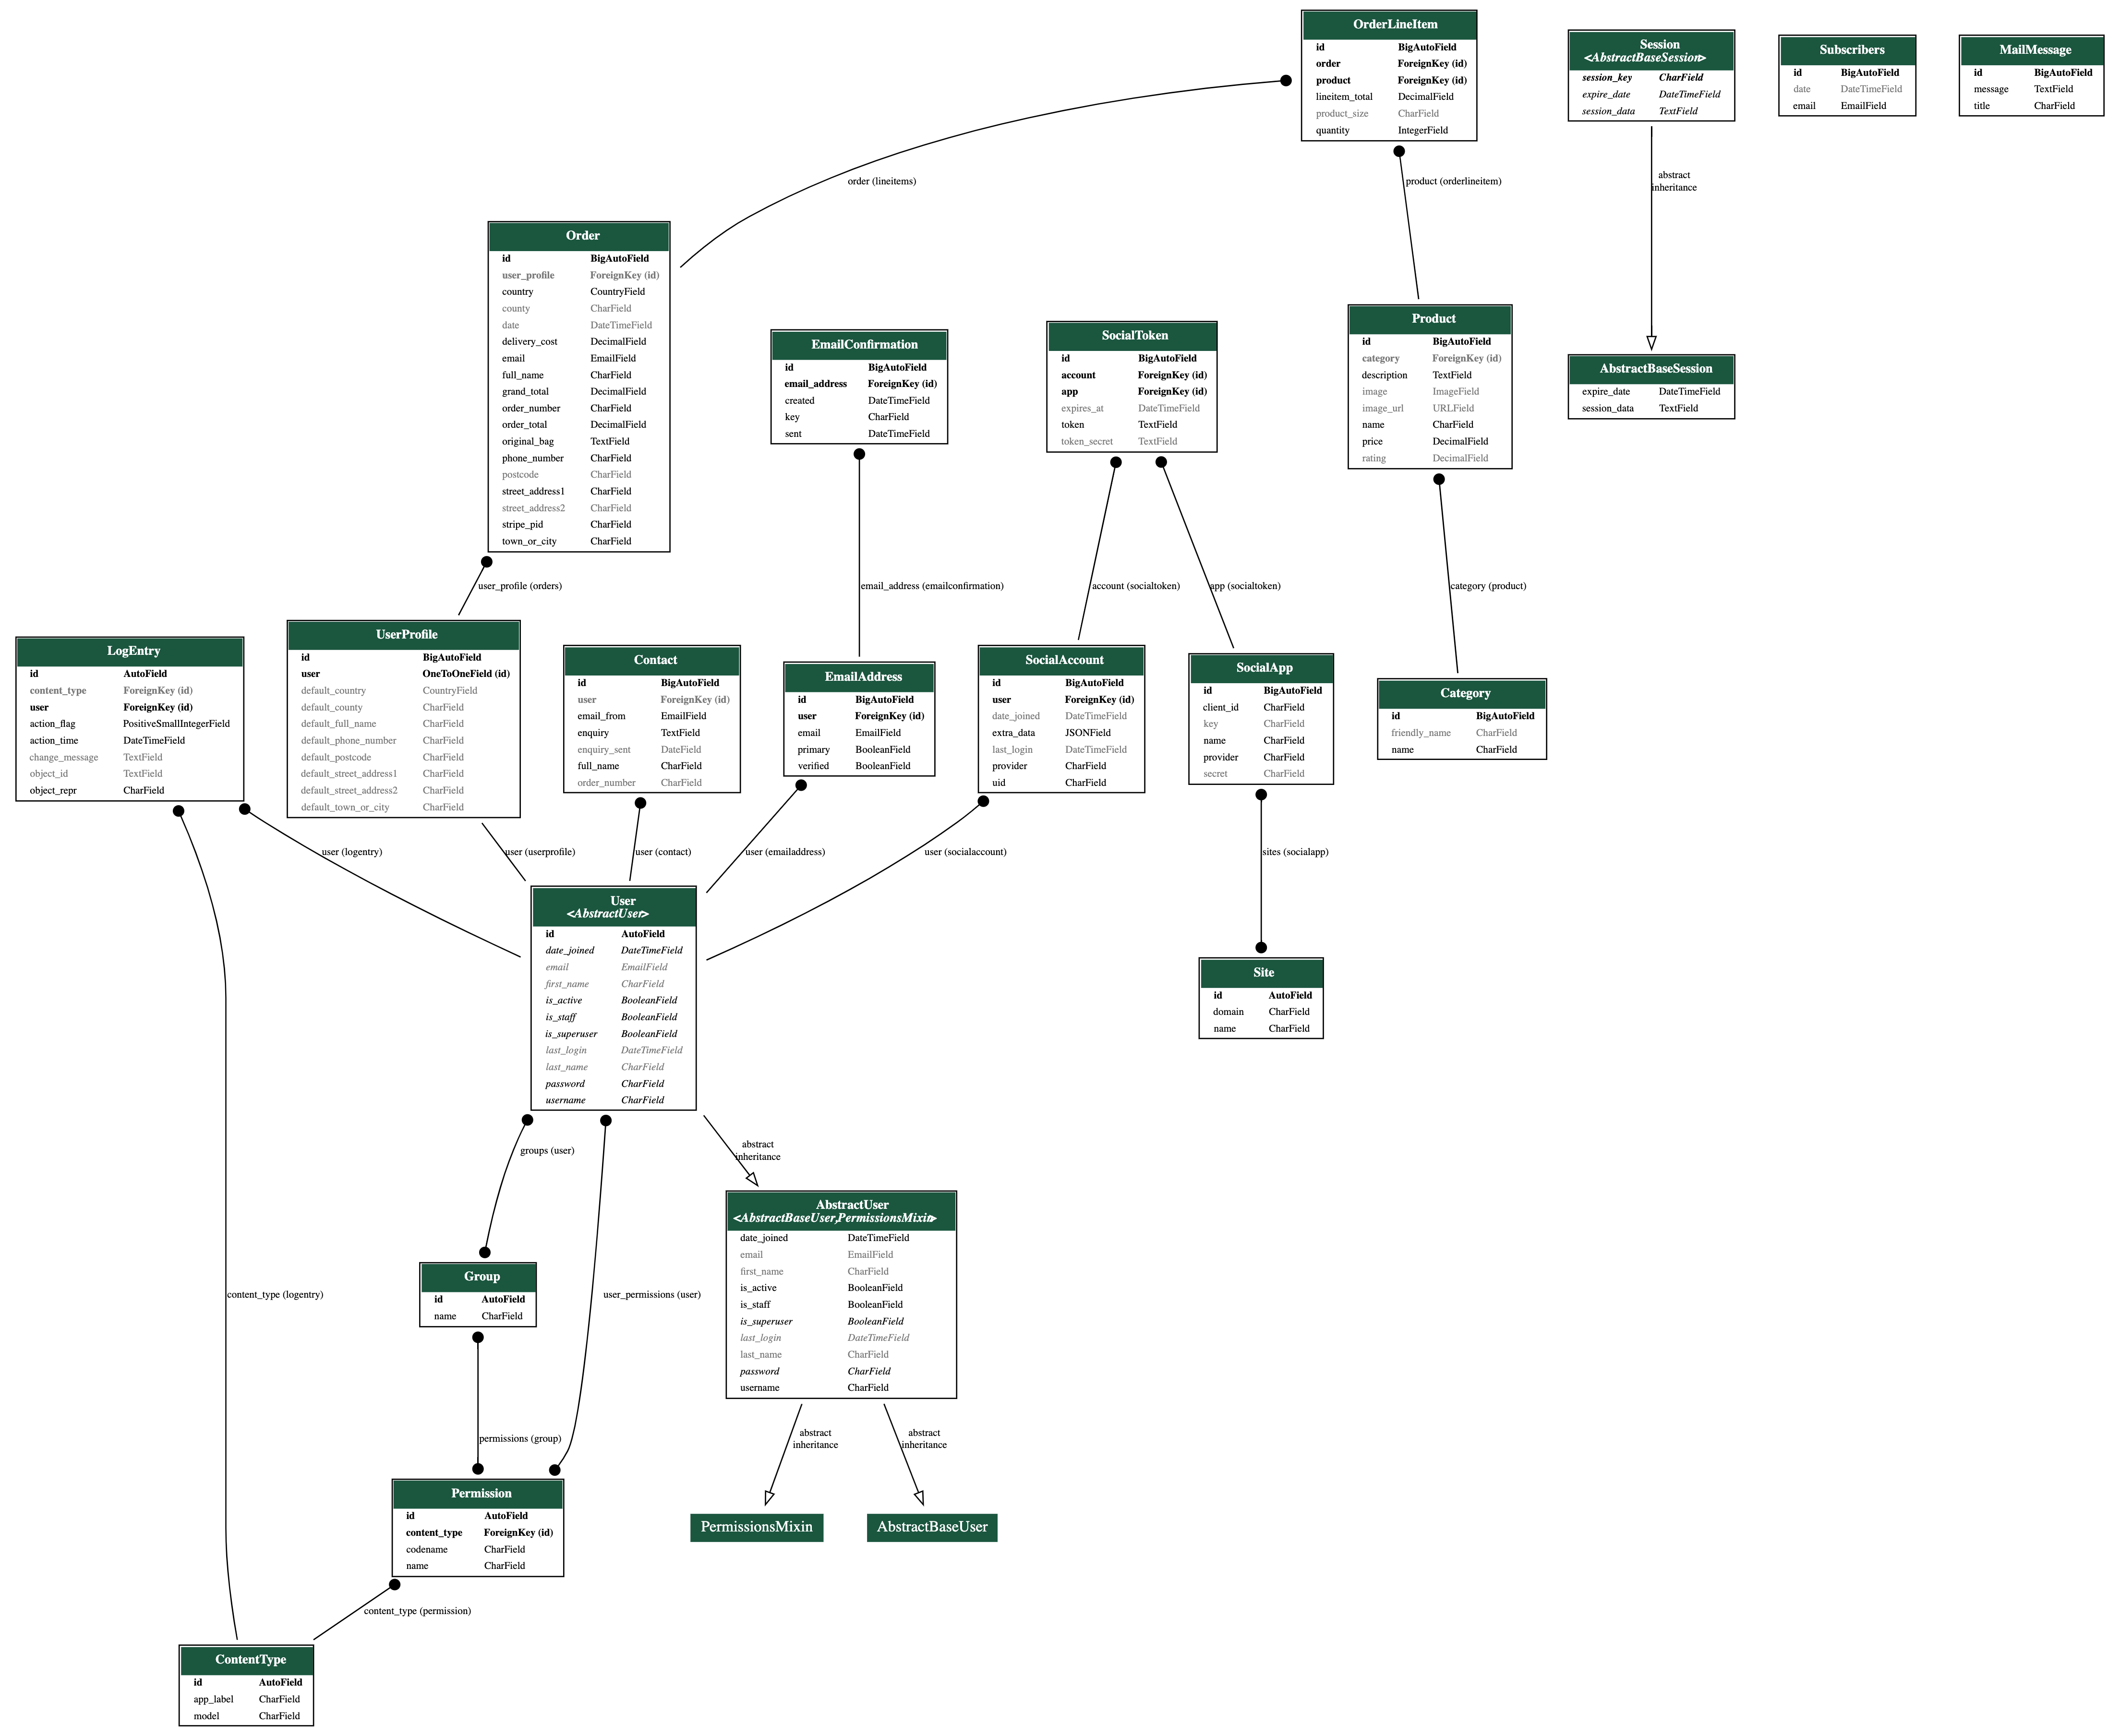 OrderLineItem
id BigAutoField
order ForeignKey (id)
product ForeignKey (id)
lineitem_total DecimalField
product_size CharField
quantity IntegerField
Session
<AbstractBaseSession>
session_key CharField
expire_date DateTimeField
session_data TextField
Subscribers
id BigAutoField
date DateTimeField
email EmailField
MailMessage
id BigAutoField
message TextField
title CharField
order (lineitems)
product (orderlineitem)
abstract
inheritance
Order
id BigAutoField
user_profile ForeignKey (id)
country CountryField
county CharField
date DateTimeField
delivery_cost DecimalField
email EmailField
full_name CharField
grand_total DecimalField
order_number CharField
order_total DecimalField
original_bag TextField
phone_number CharField
postcode CharField
street_address1 CharField
street_address2 CharField
stripe_pid CharField
town_or_city CharField
EmailConfirmation
id BigAutoField
email_address ForeignKey (id)
created DateTimeField
key CharField
sent DateTimeField
SocialToken
id BigAutoField
account ForeignKey (id)
app ForeignKey (id)
expires_at DateTimeField
token TextField
token_secret TextField
Product
id BigAutoField
category ForeignKey (id)
description TextField
image ImageField
image_url URLField
name CharField
price DecimalField
rating DecimalField
AbstractBaseSession
expire_date DateTimeField
session_data TextField
user_profile (orders)
email_address (emailconfirmation)
account (socialtoken)
app (socialtoken)
category (product)
LogEntry
id AutoField
content_type ForeignKey (id)
user ForeignKey (id)
action_flag PositiveSmallIntegerField
action_time DateTimeField
change_message TextField
object_id TextField
object_repr CharField
UserProfile
id BigAutoField
user OneToOneField (id)
default_country CountryField
default_county CharField
default_full_name CharField
default_phone_number CharField
default_postcode CharField
default_street_address1 CharField
default_street_address2 CharField
default_town_or_city CharField
Contact
id BigAutoField
user ForeignKey (id)
email_from EmailField
enquiry TextField
enquiry_sent DateField
full_name CharField
order_number CharField
EmailAddress
id BigAutoField
user ForeignKey (id)
email EmailField
primary BooleanField
verified BooleanField
SocialAccount
id BigAutoField
user ForeignKey (id)
date_joined DateTimeField
extra_data JSONField
last_login DateTimeField
provider CharField
uid CharField
SocialApp
id BigAutoField
client_id CharField
key CharField
name CharField
provider CharField
secret CharField
Category
id BigAutoField
friendly_name CharField
name CharField
user (logentry)
user (userprofile)
user (contact)
user (emailaddress)
user (socialaccount)
sites (socialapp)
User
<AbstractUser>
id AutoField
date_joined DateTimeField
email EmailField
first_name CharField
is_active BooleanField
is_staff BooleanField
is_superuser BooleanField
last_login DateTimeField
last_name CharField
password CharField
username CharField
Site
id AutoField
domain CharField
name CharField
groups (user)
abstract
inheritance
AbstractUser
<AbstractBaseUser,PermissionsMixin>
date_joined DateTimeField
email EmailField
first_name CharField
is_active BooleanField
is_staff BooleanField
is_superuser BooleanField
last_login DateTimeField
last_name CharField
password CharField
username CharField
Group
id AutoField
name CharField
content_type (logentry)
user_permissions (user)
permissions (group)
abstract
inheritance
abstract
inheritance
Permission
id AutoField
content_type ForeignKey (id)
codename CharField
name CharField
PermissionsMixin
AbstractBaseUser
content_type (permission)
ContentType
id AutoField
app_label CharField
model CharField